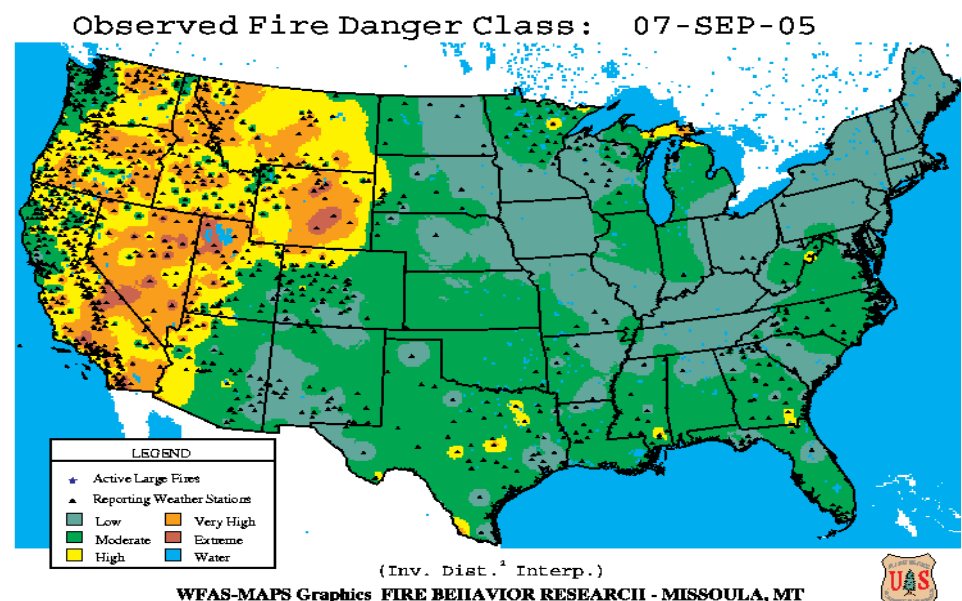 Observed Fire Danger Class: 07-SEP-05
LEGEND
Active Large Fires
Reporting Weather Stations
Low Very High
Moderate Extreme
High Water
(Inv. Dist.² Interp.)
WFAS-MAPS Graphics FIRE BEHAVIOR RESEARCH - MISSOULA, MT
U S